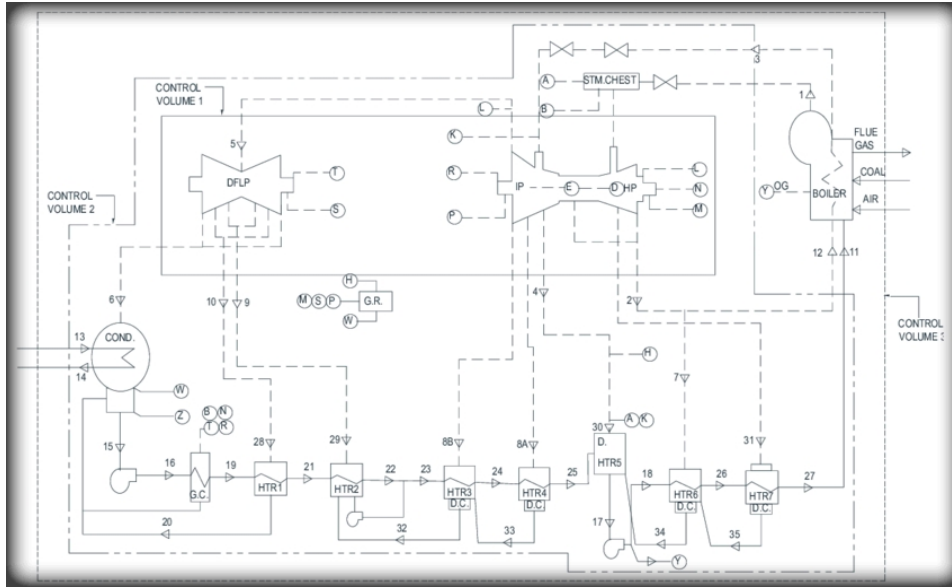 CONTROL
VOLUME 1
CONTROL
VOLUME 2
CONTROL
VOLUME 3
L
A
STM.CHEST
B
3
1
K
5
R
P
DFLP
T
S
IP
E
D
HP
L
N
M
Y
OG
BOILER
FLUE
GAS
COAL
AIR
12
11
6
10
9
H
M
S
P
G.R.
W
4
2
13
14
COND.
W
Z
H
7
15
16
B
N
T
R
G.C.
19
28
HTR1
21
29
HTR2
22
23
8B
HTR3
D.C.
24
8A
HTR4
D.C.
25
30
A
K
D.
HTR5
18
HTR6
D.C.
26
31
HTR7
D.C.
27
20
32
33
17
Y
34
35